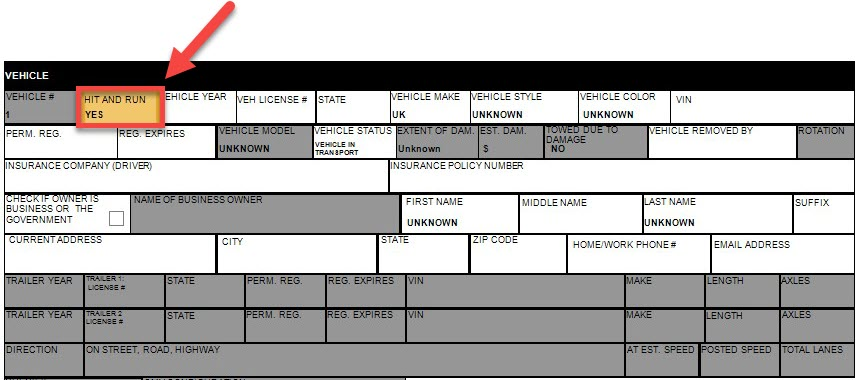 VEHICLE
VEHICLE # HIT AND RUN EHICLE YEAR VEH LICENSE # STATE VEHICLE MAKE VEHICLE STYLE VEHICLE COLOR VIN
1 YES UK UNKNOWN UNKNOWN
PERM. REG. REG. EXPIRES VEHICLE MODEL VEHICLE STATUS EXTENT OF DAM. EST. DAM. TOWED DUE TO DAMAGE VEHICLE REMOVED BY ROTATION
UNKNOWN VEHICLE IN TRANSPORT Unknown $ NO
INSURANCE COMPANY (DRIVER) INSURANCE POLICY NUMBER
CHECK IF OWNER IS BUSINESS OR THE GOVERNMENT NAME OF BUSINESS OWNER FIRST NAME MIDDLE NAME LAST NAME SUFFIX
UNKNOWN UNKNOWN
CURRENT ADDRESS CITY STATE ZIP CODE HOME/WORK PHONE # EMAIL ADDRESS
TRAILER YEAR TRAILER 1: LICENSE # STATE PERM. REG. REG. EXPIRES VIN MAKE LENGTH AXLES
TRAILER YEAR TRAILER 2 LICENSE # STATE PERM. REG. REG. EXPIRES VIN MAKE LENGTH AXLES
DIRECTION ON STREET, ROAD, HIGHWAY AT EST. SPEED POSTED SPEED TOTAL LANES